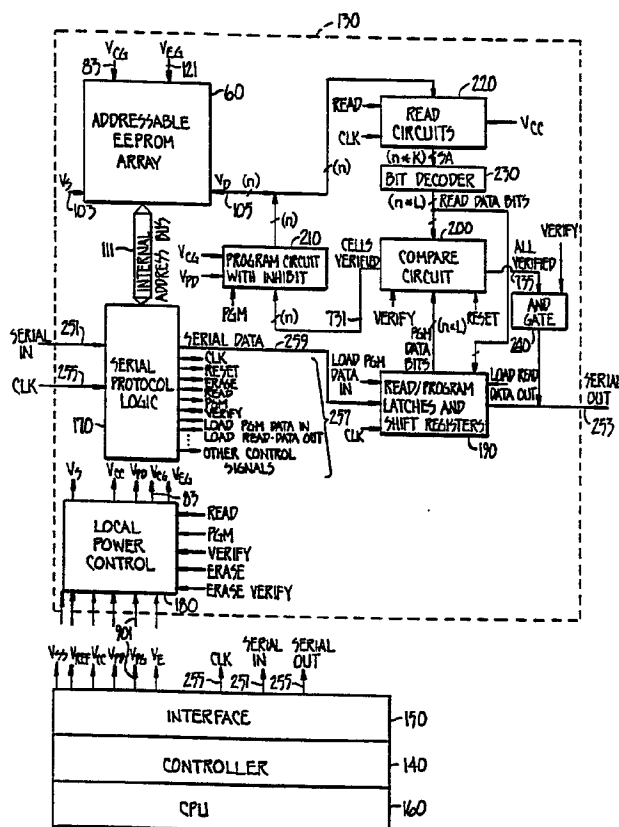 130
VCG
VEG
83
121
60
ADDRESSABLE
EEPROM
ARRAY
VS
103
VD
(n)
105
220
READ
CLK
READ
CIRCUITS
VCC
(n)
(n*K)
SA
BIT DECODER
230
(n*L)
READ DATA BITS
111
INTERNAL
ADDRESS BUS
(n)
210
VCG
VPD
PROGRAM CIRCUIT
WITH INHIBIT
PGM
(n)
CELLS
VERIFIED
731
200
COMPARE
CIRCUIT
VERIFY
RESET
ALL
VERIFIED
735
VERIFY
AND
GATE
240
PGM
DATA
BITS
(n*L)
SERIAL
IN
251
CLK
255
SERIAL
PROTOCOL
LOGIC
170
SERIAL DATA
259
CLK
RESET
ERASE
READ
PGM
VERIFY
LOAD PGM DATA IN
LOAD READ-DATA OUT
OTHER CONTROL
SIGNALS
257
LOAD PGM
DATA IN
CLK
READ/PROGRAM
LATCHES AND
SHIFT REGISTERS
190
LOAD READ
DATA OUT
SERIAL
OUT
253
VS
VCC
VPD
VCG
VEG
83
LOCAL
POWER
CONTROL
180
READ
PGM
VERIFY
ERASE
ERASE VERIFY
901
VSS
VREF
VCC
VPP
VPG
VE
CLK
SERIAL
IN
SERIAL
OUT
255
251
255
INTERFACE
150
CONTROLLER
140
CPU
160